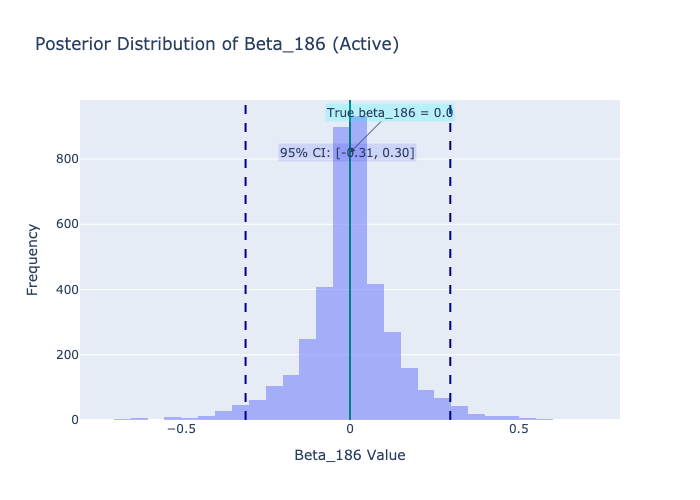 Posterior Distribution of Beta_186 (Active)
True beta_186 = 0.0
95% CI: [-0.31, 0.30]
800
600
400
200
0
Frequency
−0.5
0
0.5
Beta_186 Value